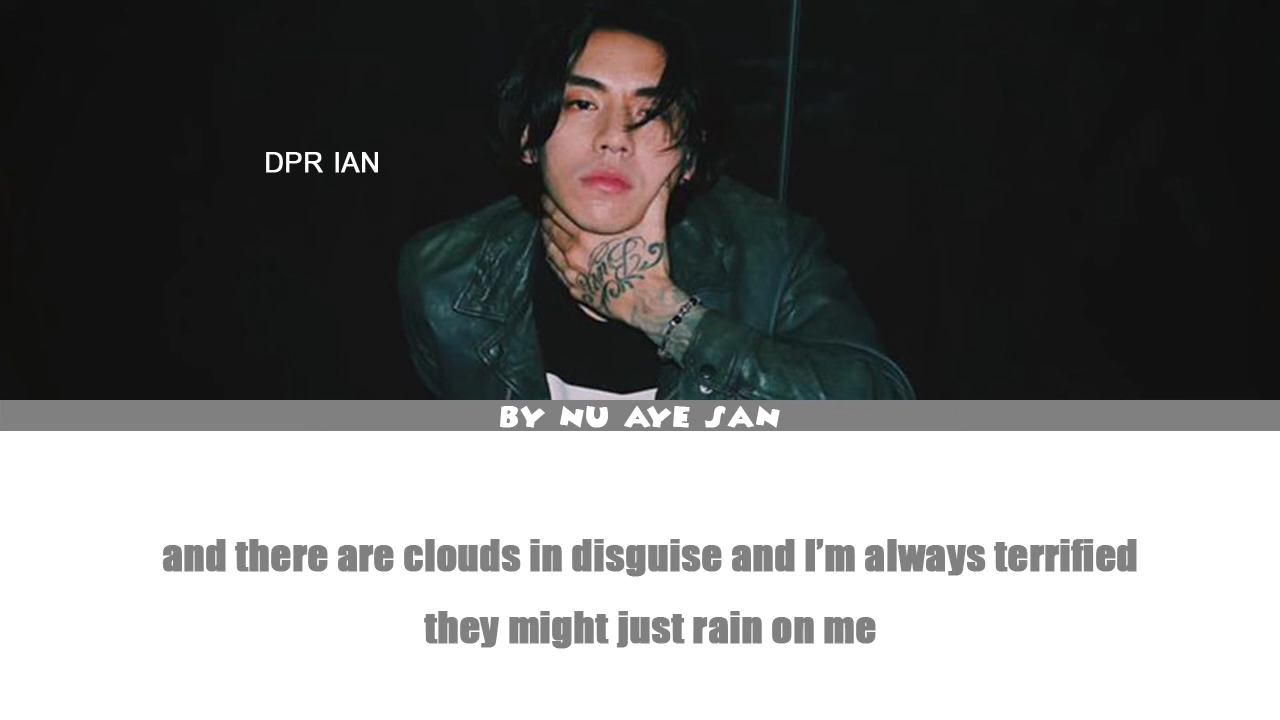 DPR IAN
BY NU AYE SAN
and there are clouds in disguise and I’m always terrified
they might just rain on me